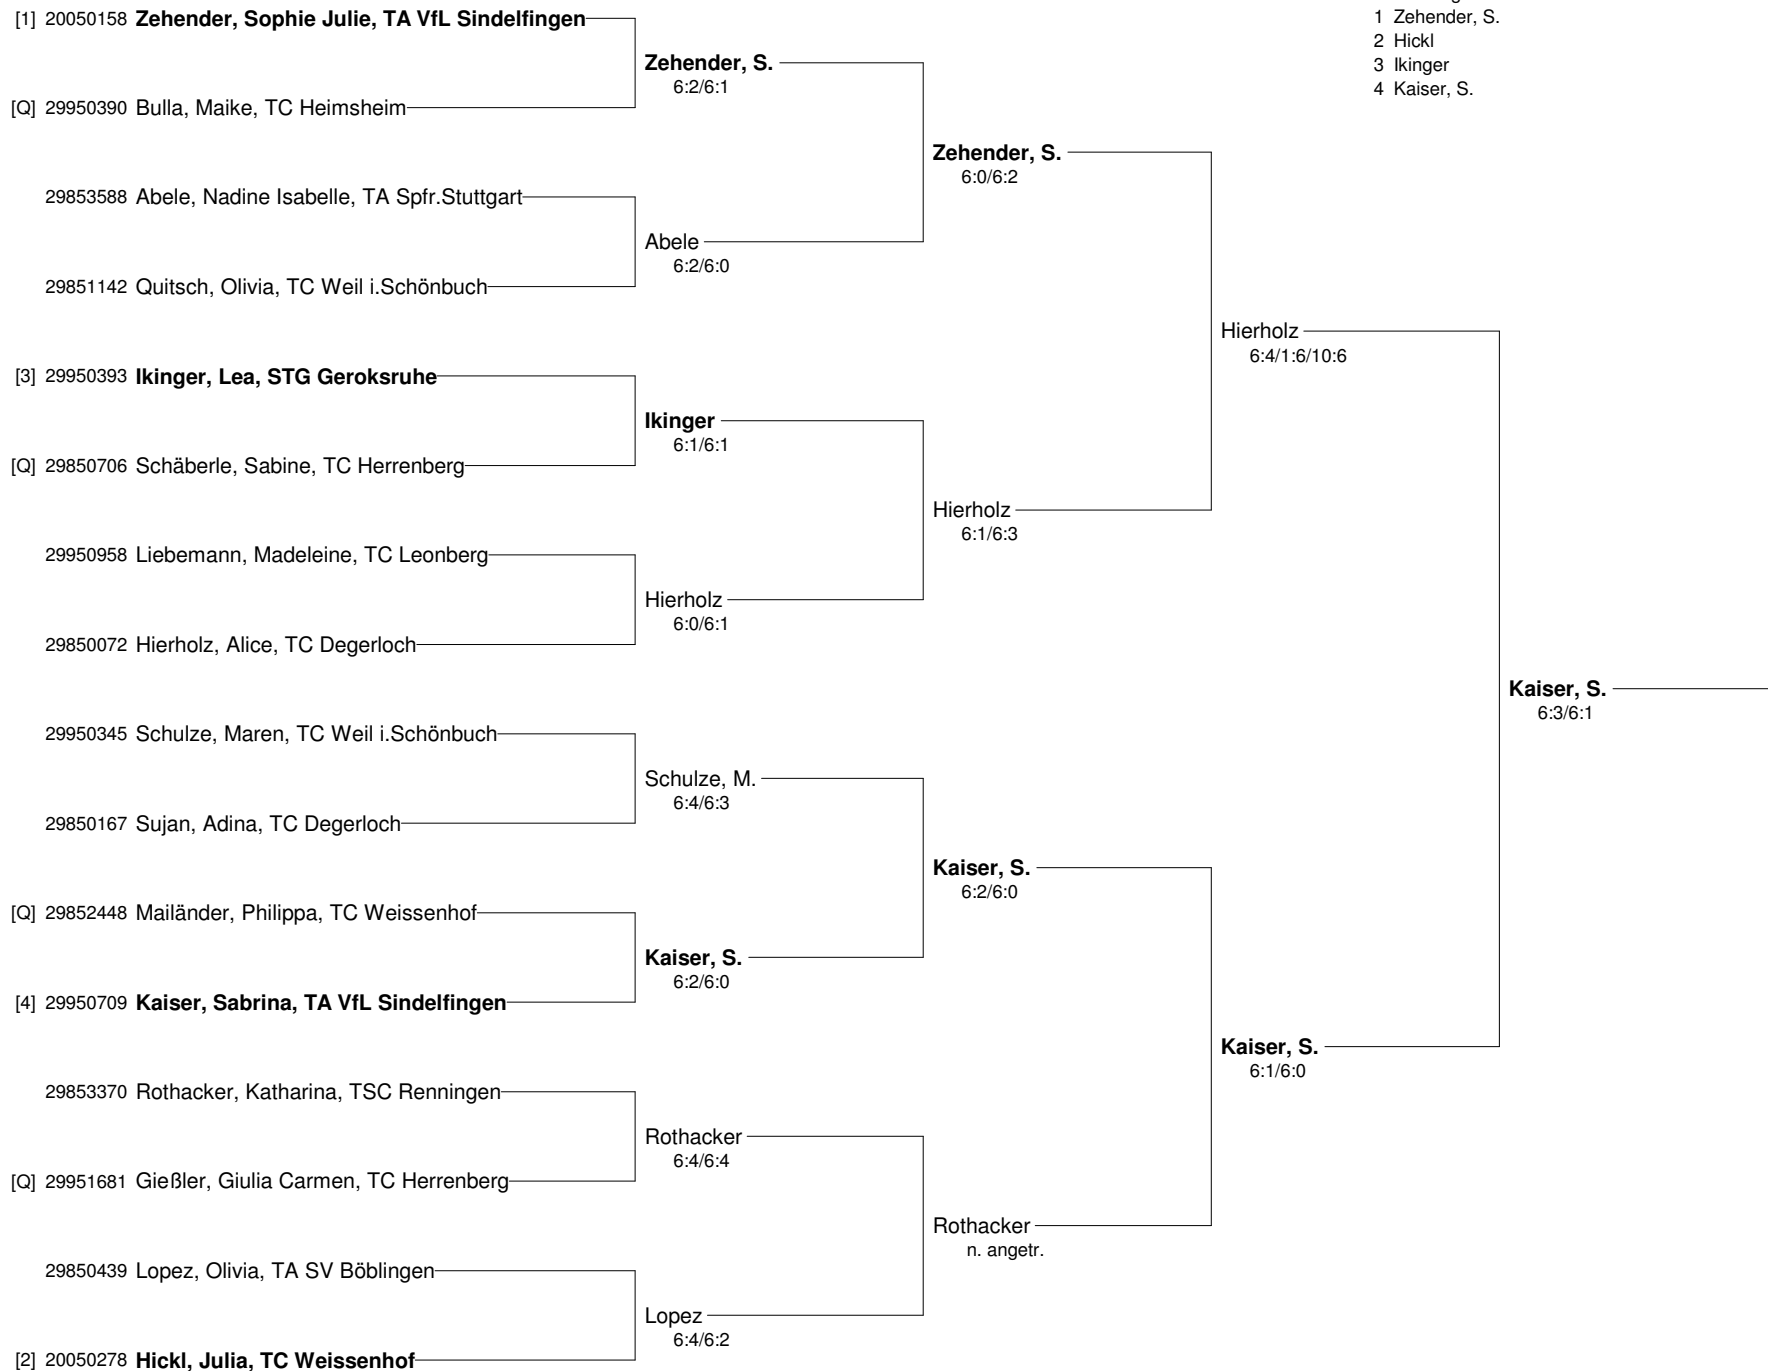 [1] 20050158 Zehender, Sophie Julie, TA VfL Sindelfingen
1 Zehender, S.
2 Hickl
3 Ikinger
4 Kaiser, S.
Zehender, S.
6:2/6:1
[Q] 29950390 Bulla, Maike, TC Heimsheim
Zehender, S.
6:0/6:2
29853588 Abele, Nadine Isabelle, TA Spfr.Stuttgart
Abele
6:2/6:0
29851142 Quitsch, Olivia, TC Weil i.Schönbuch
Hierholz
6:4/1:6/10:6
[3] 29950393 Ikinger, Lea, STG Geroksruhe
Ikinger
6:1/6:1
[Q] 29850706 Schäberle, Sabine, TC Herrenberg
Hierholz
6:1/6:3
29950958 Liebemann, Madeleine, TC Leonberg
Hierholz
6:0/6:1
29850072 Hierholz, Alice, TC Degerloch
Kaiser, S.
6:3/6:1
29950345 Schulze, Maren, TC Weil i.Schönbuch
Schulze, M.
6:4/6:3
29850167 Sujan, Adina, TC Degerloch
Kaiser, S.
6:2/6:0
[Q] 29852448 Mailänder, Philippa, TC Weissenhof
Kaiser, S.
6:2/6:0
[4] 29950709 Kaiser, Sabrina, TA VfL Sindelfingen
Kaiser, S.
6:1/6:0
29853370 Rothacker, Katharina, TSC Renningen
Rothacker
6:4/6:4
[Q] 29951681 Gießler, Giulia Carmen, TC Herrenberg
Rothacker
n. angetr.
29850439 Lopez, Olivia, TA SV Böblingen
Lopez
6:4/6:2
[2] 20050278 Hickl, Julia, TC Weissenhof